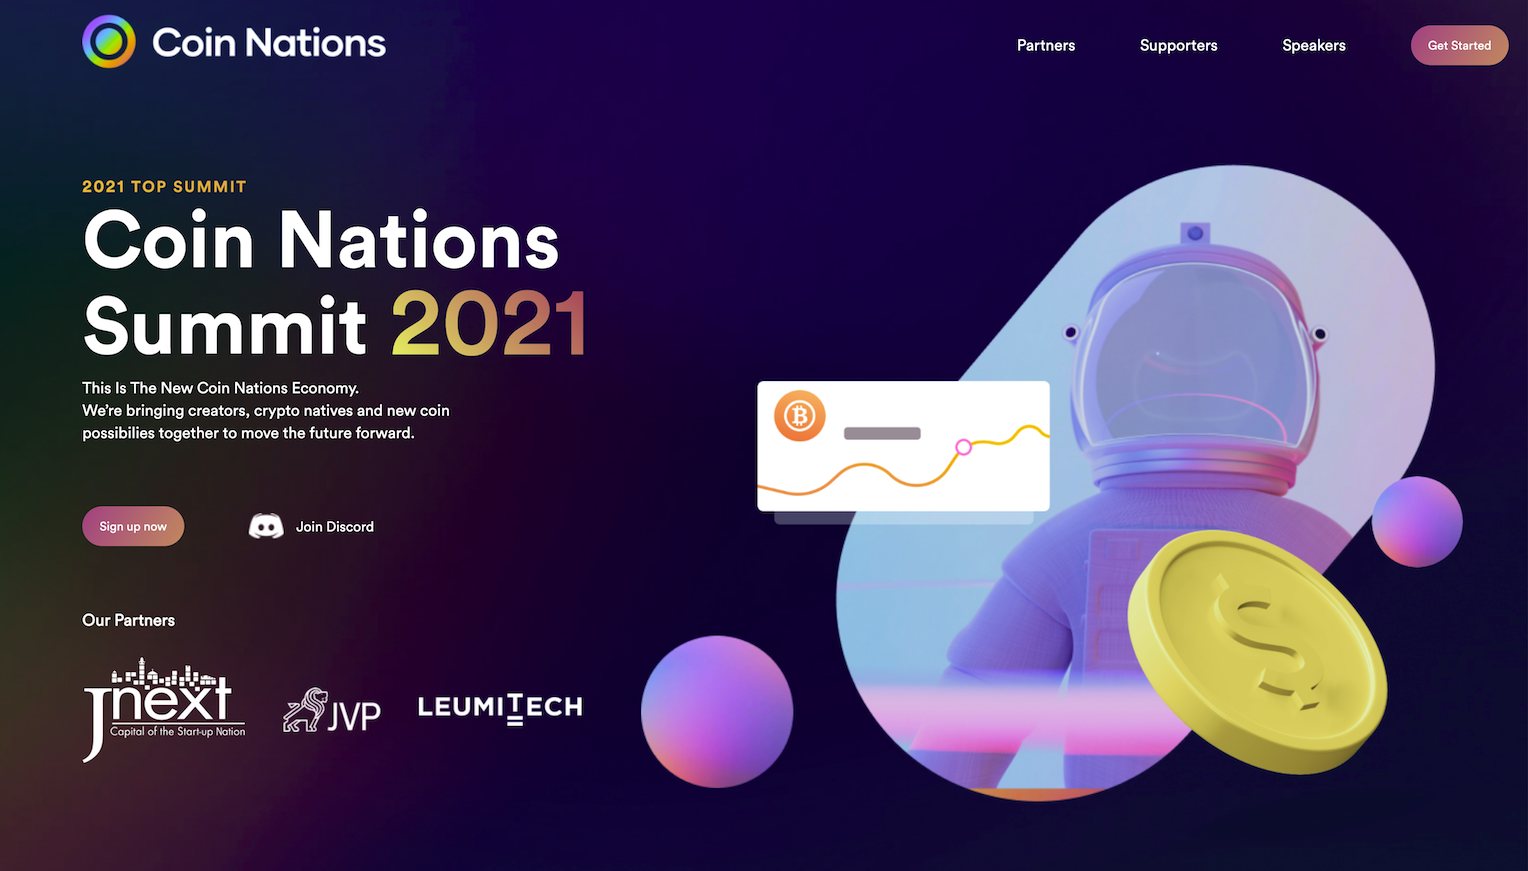 Coin Nations
Partners
Supporters
Speakers
Get Started
2021 TOP SUMMIT
Coin Nations
Summit 2021
This Is The New Coin Nations Economy.
We’re bringing creators, crypto natives and new coin
possibilies together to move the future forward.
Sign up now
Join Discord
Our Partners
Jnext
Capital of the Start-up Nation
JVP
LEUMITECH